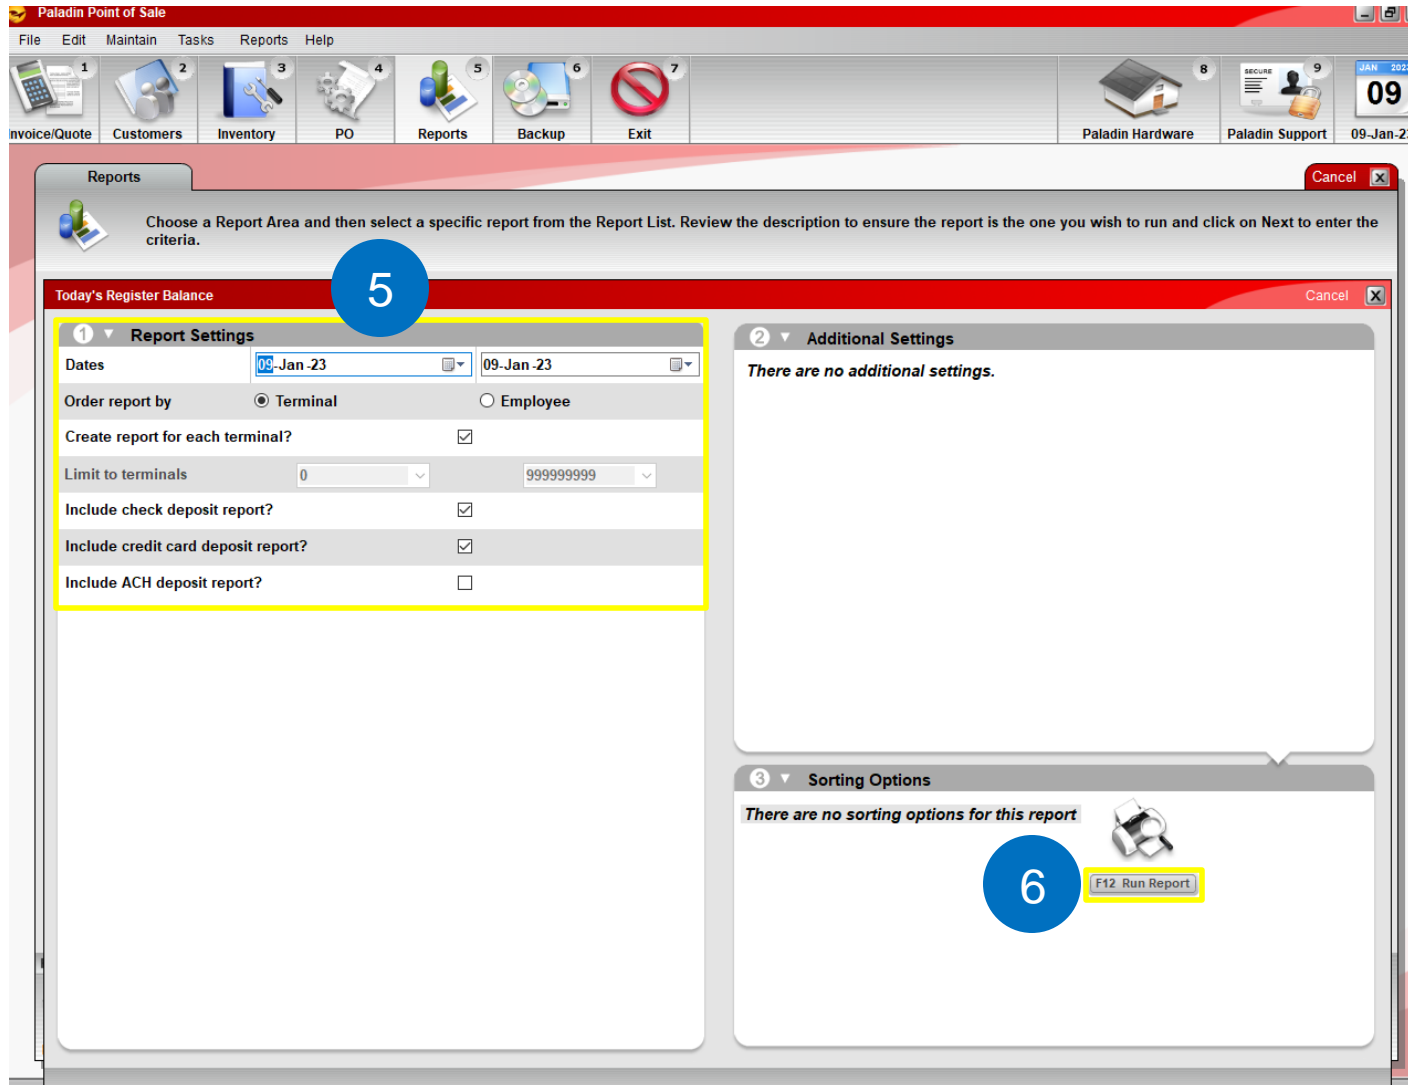 Paladin Point of Sale
File Edit Maintain Tasks Reports Help
1 2 3 4 5 6 7 8 SECURE 9 JAN 202
09
nvoice/Quote Customers Inventory PO Reports Backup Exit Paladin Hardware Paladin Support 09-Jan-2
Reports Cancel
Choose a Report Area and then select a specific report from the Report List. Review the description to ensure the report is the one you wish to run and click on Next to enter the
criteria.
5
Today's Register Balance Cancel
1 Report Settings
Dates 09-Jan-23 09-Jan-23
Order report by Terminal Employee
Create report for each terminal?
Limit to terminals 0 999999999
Include check deposit report?
Include credit card deposit report?
Include ACH deposit report?
2 Additional Settings
There are no additional settings.
3 Sorting Options
There are no sorting options for this report
6
F12 Run Report